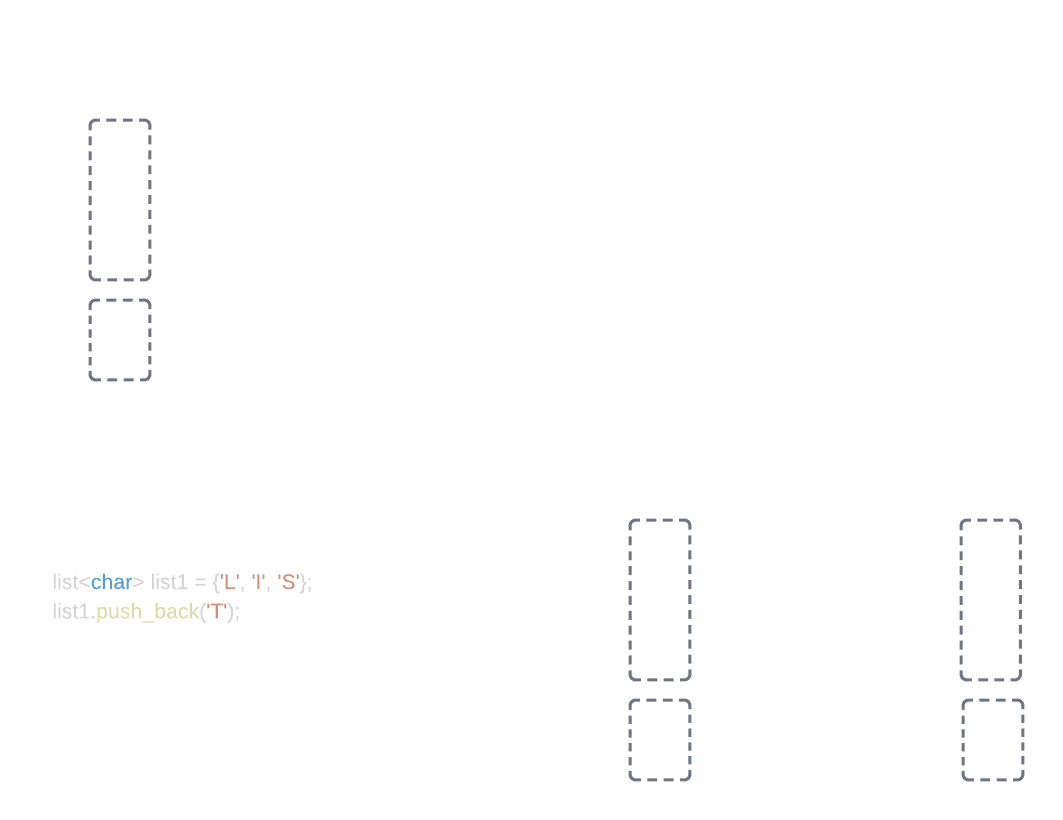 list<char> list1 = {'L', 'I', 'S'};
list1.push_back('T');